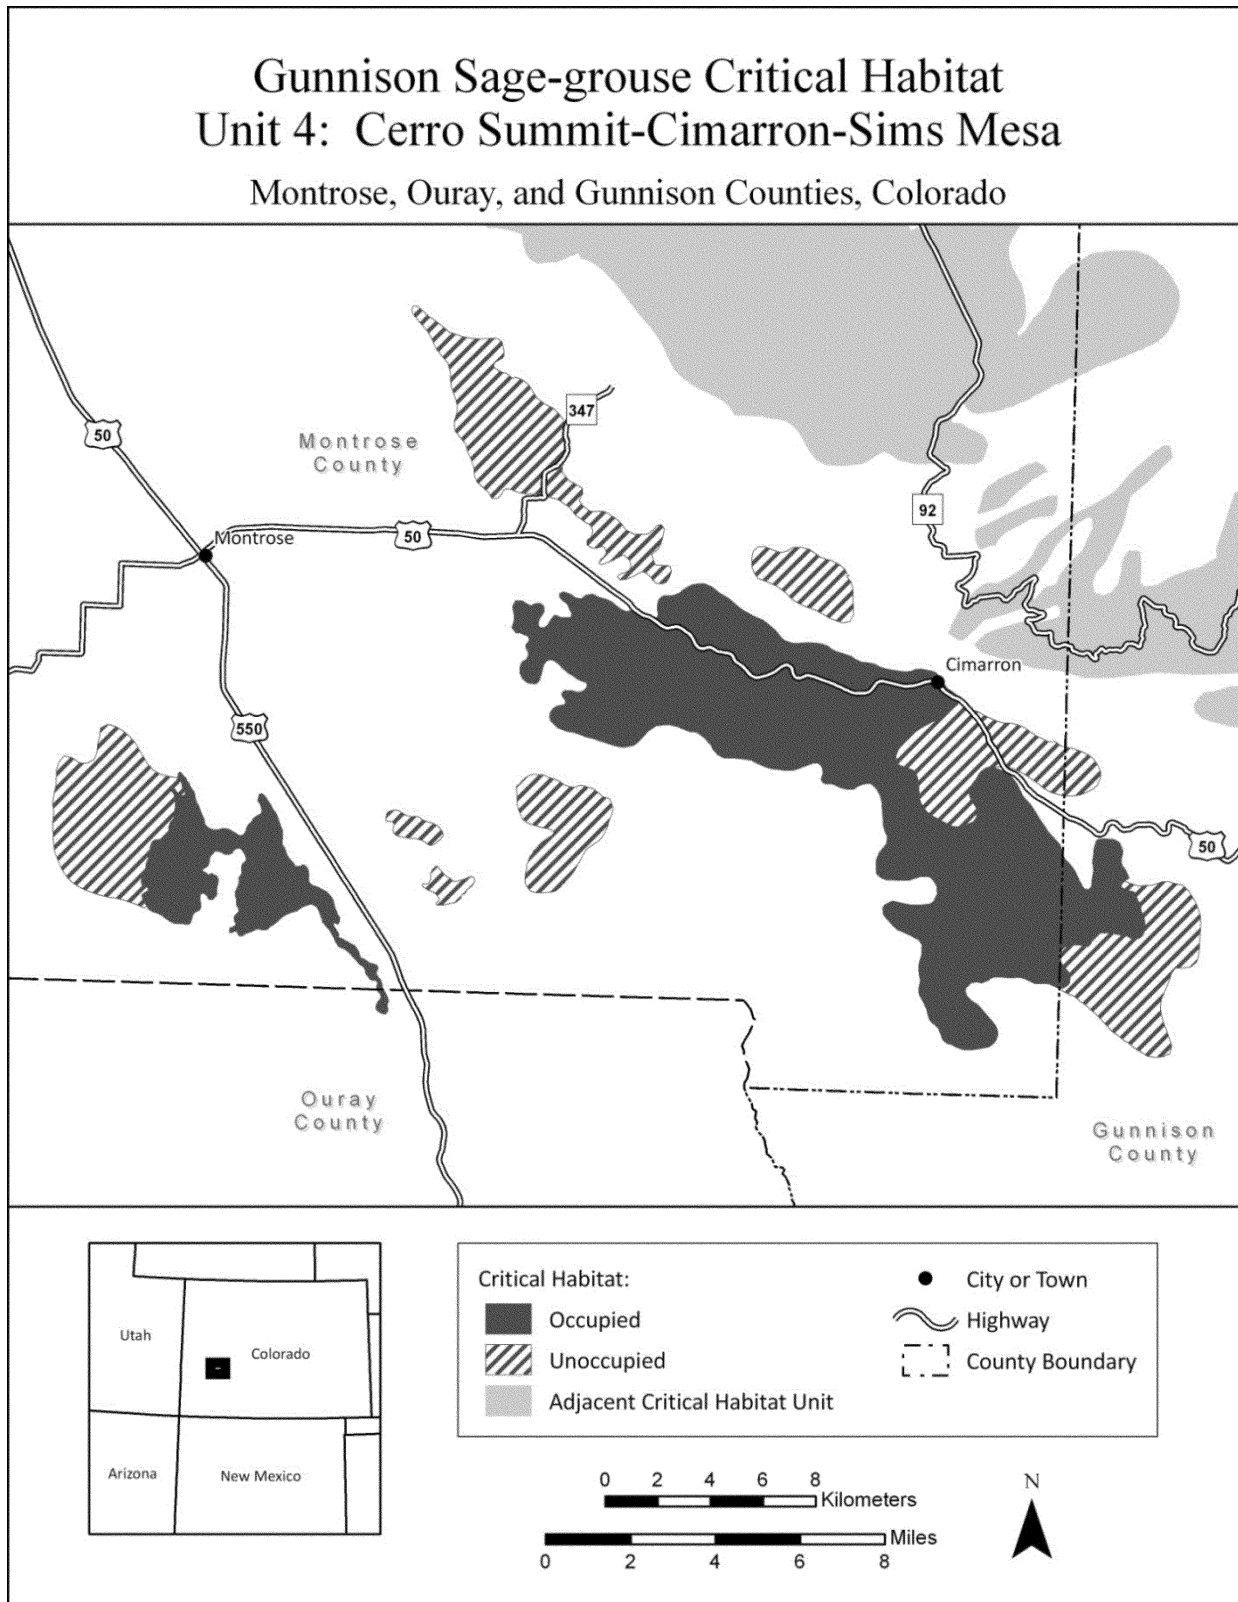 Gunnison Sage-grouse Critical Habitat
Unit 4: Cerro Summit-Cimarron-Sims Mesa
Montrose, Ouray, and Gunnison Counties, Colorado
347
50
Montrose
County
92
50
Montrose
Cimarron
550
50
Ouray
County
Gunnison
County
Utah
Colorado
Arizona
New Mexico
Critical Habitat:
Occupied
Unoccupied
Adjacent Critical Habitat Unit
City or Town
Highway
County Boundary
0 2 4 6 8
Kilometers
Miles
0 2 4 6 8
N